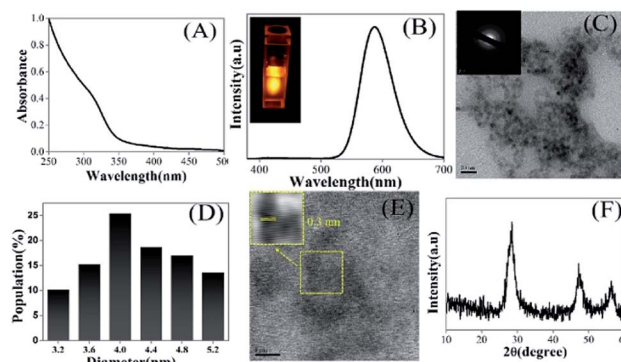 (A)
Absorbance
1.0
0.8
0.6
0.4
0.2
0.0
250
300
350
400
450
Wavelength(nm)
(B)
Intensity(a.u)
400
500
600
700
Wavelength(nm)
(C)
(D)
Population(%)
25
20
15
10
5
0
3.2
3.6
4.0
4.4
4.8
5.2
Diameter(nm)
(E)
0.3 nm
(F)
Intensity(a.u)
10
20
30
40
50
2θ(degree)